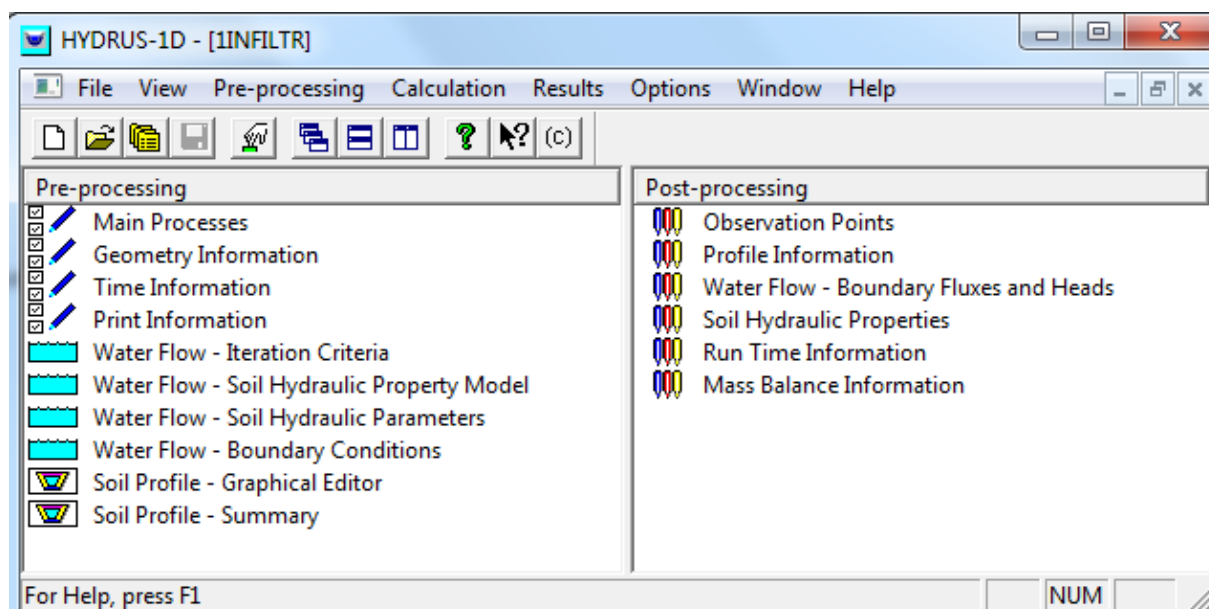 HYDRUS-1D - [1INFILTR]
File View Pre-processing Calculation Results Options Window Help
? ? (c)
Pre-processing
Main Processes
Geometry Information
Time Information
Print Information
Water Flow - Iteration Criteria
Water Flow - Soil Hydraulic Property Model
Water Flow - Soil Hydraulic Parameters
Water Flow - Boundary Conditions
Soil Profile - Graphical Editor
Soil Profile - Summary
Post-processing
Observation Points
Profile Information
Water Flow - Boundary Fluxes and Heads
Soil Hydraulic Properties
Run Time Information
Mass Balance Information
For Help, press F1
NUM